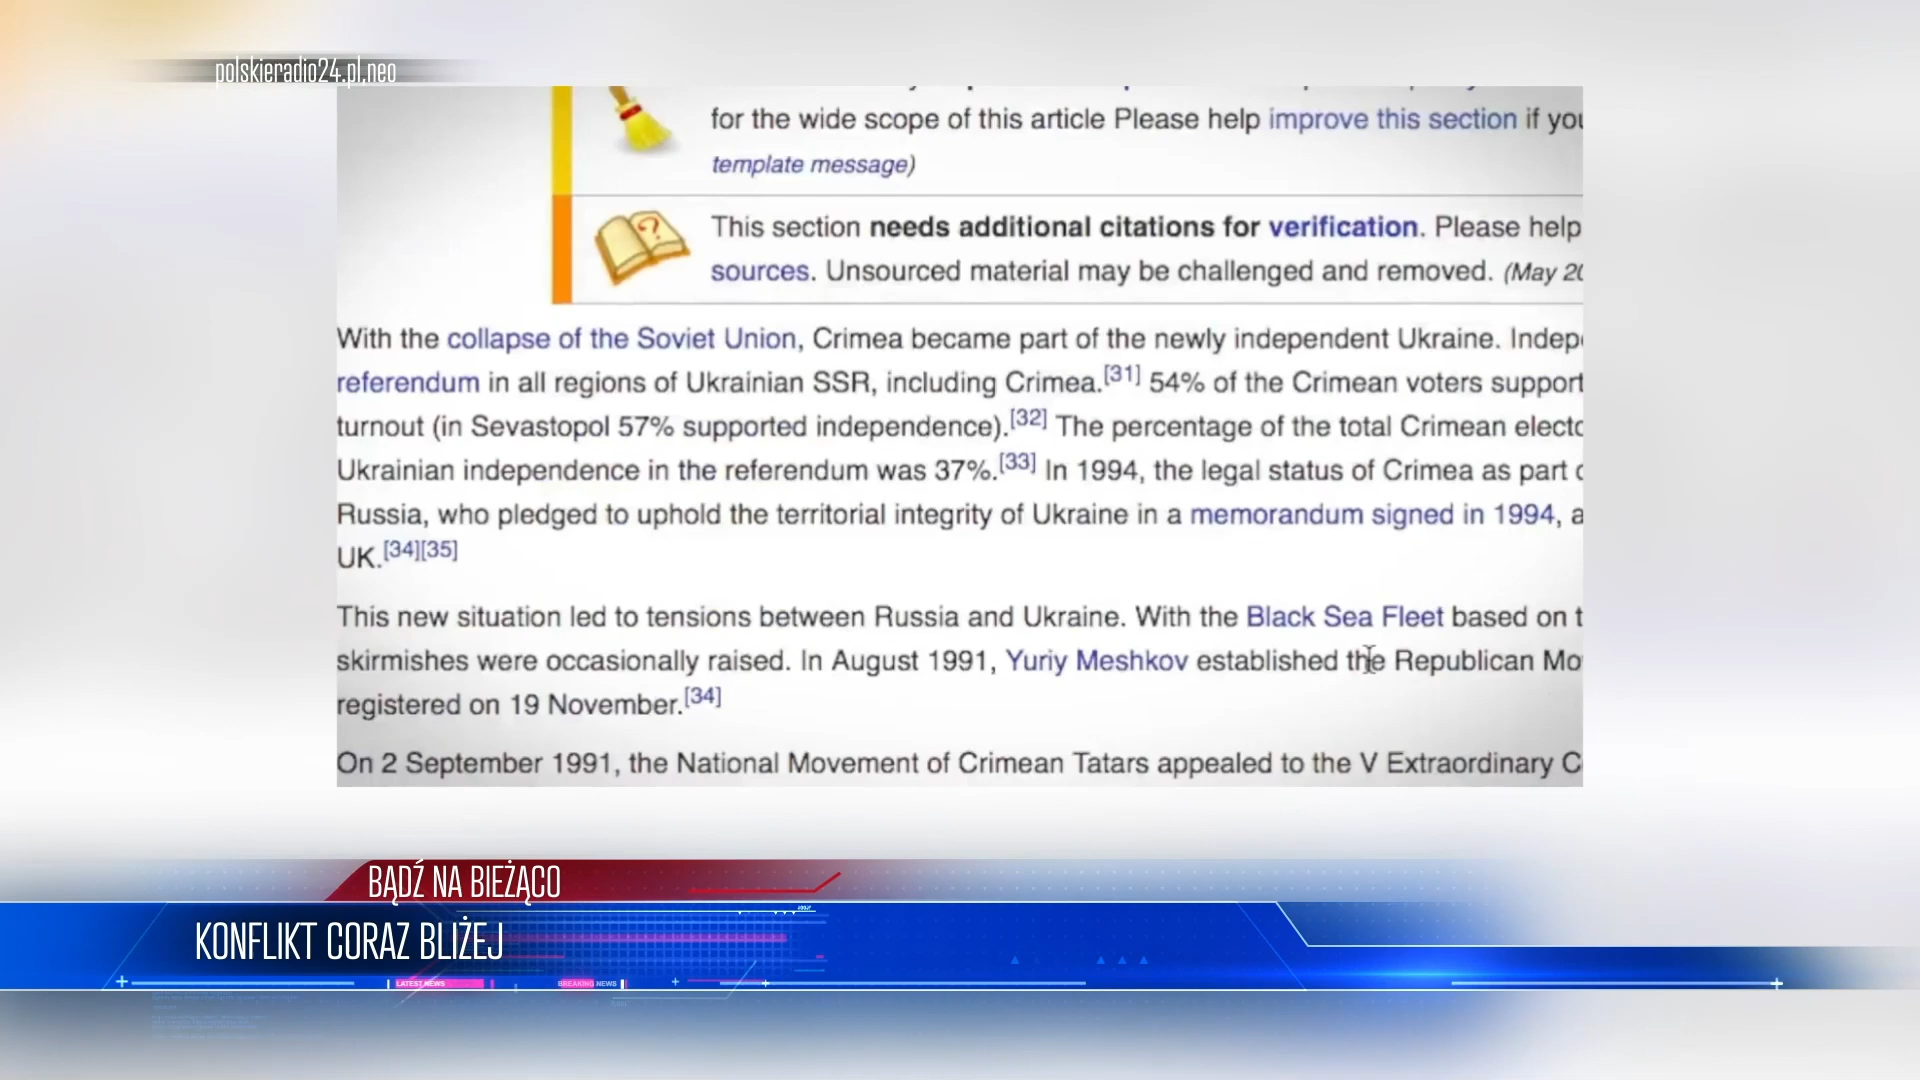 polskieradio24.pl,neo
for the wide scope of this article Please help improve this section if you
template message)
This section needs additional citations for verification. Please help
sources. Unsourced material may be challenged and removed. (May 20
With the collapse of the Soviet Union, Crimea became part of the newly independent Ukraine. Indep
referendum in all regions of Ukrainian SSR, including Crimea.[31] 54% of the Crimean voters support
turnout (in Sevastopol 57% supported independence).[32] The percentage of the total Crimean electo
Ukrainian independence in the referendum was 37%.[33] In 1994, the legal status of Crimea as part o
Russia, who pledged to uphold the territorial integrity of Ukraine in a memorandum signed in 1994, a
UK.[34][35]
This new situation led to tensions between Russia and Ukraine. With the Black Sea Fleet based on t
skirmishes were occasionally raised. In August 1991, Yuriy Meshkov established the Republican Mo
registered on 19 November.[34]
On 2 September 1991, the National Movement of Crimean Tatars appealed to the V Extraordinary C
BĄDŹ NA BIEŻĄCO
KONFLIKT CORAZ BLIŻEJ
LATEST NEWS
BREAKING NEWS